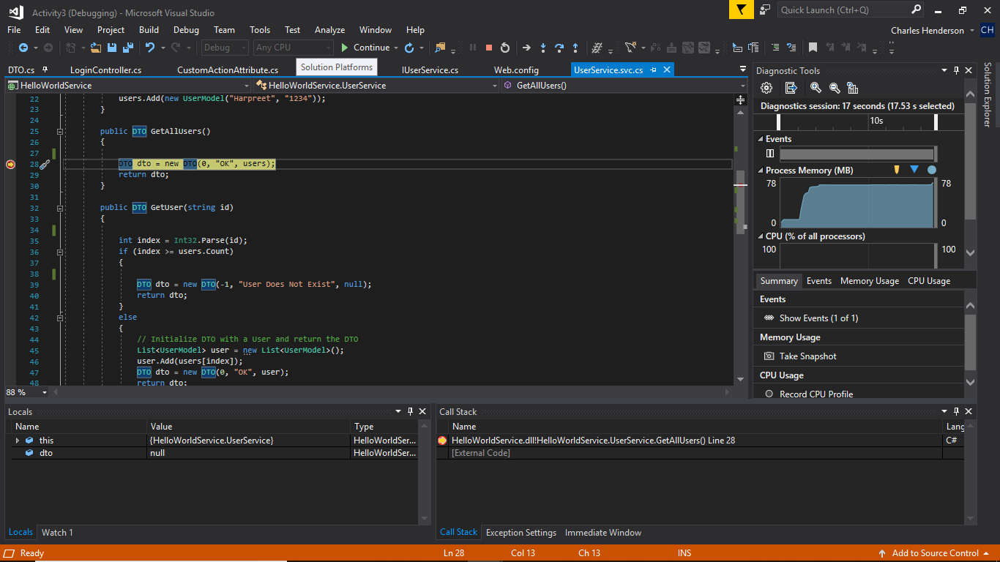 Activity3 (Debugging) - Microsoft Visual Studio
Quick Launch (Ctrl+Q)
File Edit View Project Build Debug Team Tools Test Analyze Window Help
Charles Henderson CH
Debug Any CPU Continue
Solution Platforms
DTO.cs LoginController.cs CustomActionAttribute.cs IUserService.cs Web.config UserService.svc.cs
HelloWorldService HelloWorldService.UserService GetAllUsers()
22 users.Add(new UserModel("Harpreet", "1234"));
23 }
24
25 public DTO GetAllUsers()
26 {
27
28 DTO dto = new DTO(0, "OK", users);
29 return dto;
30 }
31
32 public DTO GetUser(string id)
33 {
34
35 int index = Int32.Parse(id);
36 if (index >= users.Count)
37 {
38
39 DTO dto = new DTO(-1, "User Does Not Exist", null);
40 return dto;
41 }
42 else
43 {
44 // Initialize DTO with a User and return the DTO
45 List<UserModel> user = new List<UserModel>();
46 user.Add(users[index]);
47 DTO dto = new DTO(0, "OK", user);
48 return dto;
88 %
Diagnostic Tools
Diagnostics session: 17 seconds (17.53 s selected)
10s
Events
Process Memory (MB)
78 78
0 0
CPU (% of all processors)
100 100
Summary Events Memory Usage CPU Usage
Events
Show Events (1 of 1)
Memory Usage
Take Snapshot
CPU Usage
Record CPU Profile
Solution Explorer
Locals
Name Value Type
this {HelloWorldService.UserService} HelloWorldSer...
dto null HelloWorldSer...
Locals Watch 1
Call Stack
Name Lang
HelloWorldService.dll!HelloWorldService.UserService.GetAllUsers() Line 28 C#
[External Code]
Call Stack Exception Settings Immediate Window
Ready Ln 28 Col 13 Ch 13 INS Add to Source Control